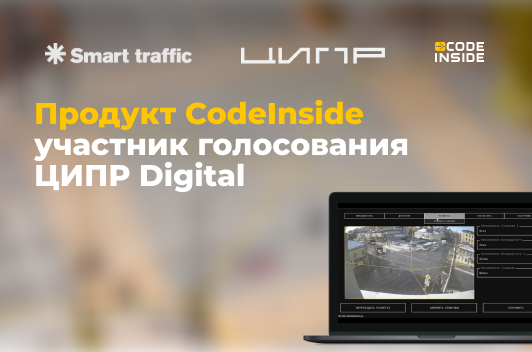 Smart traffic
ЦИПР
CODE
INSIDE
Продукт CodeInside
участник голосования
ЦИПР Digital